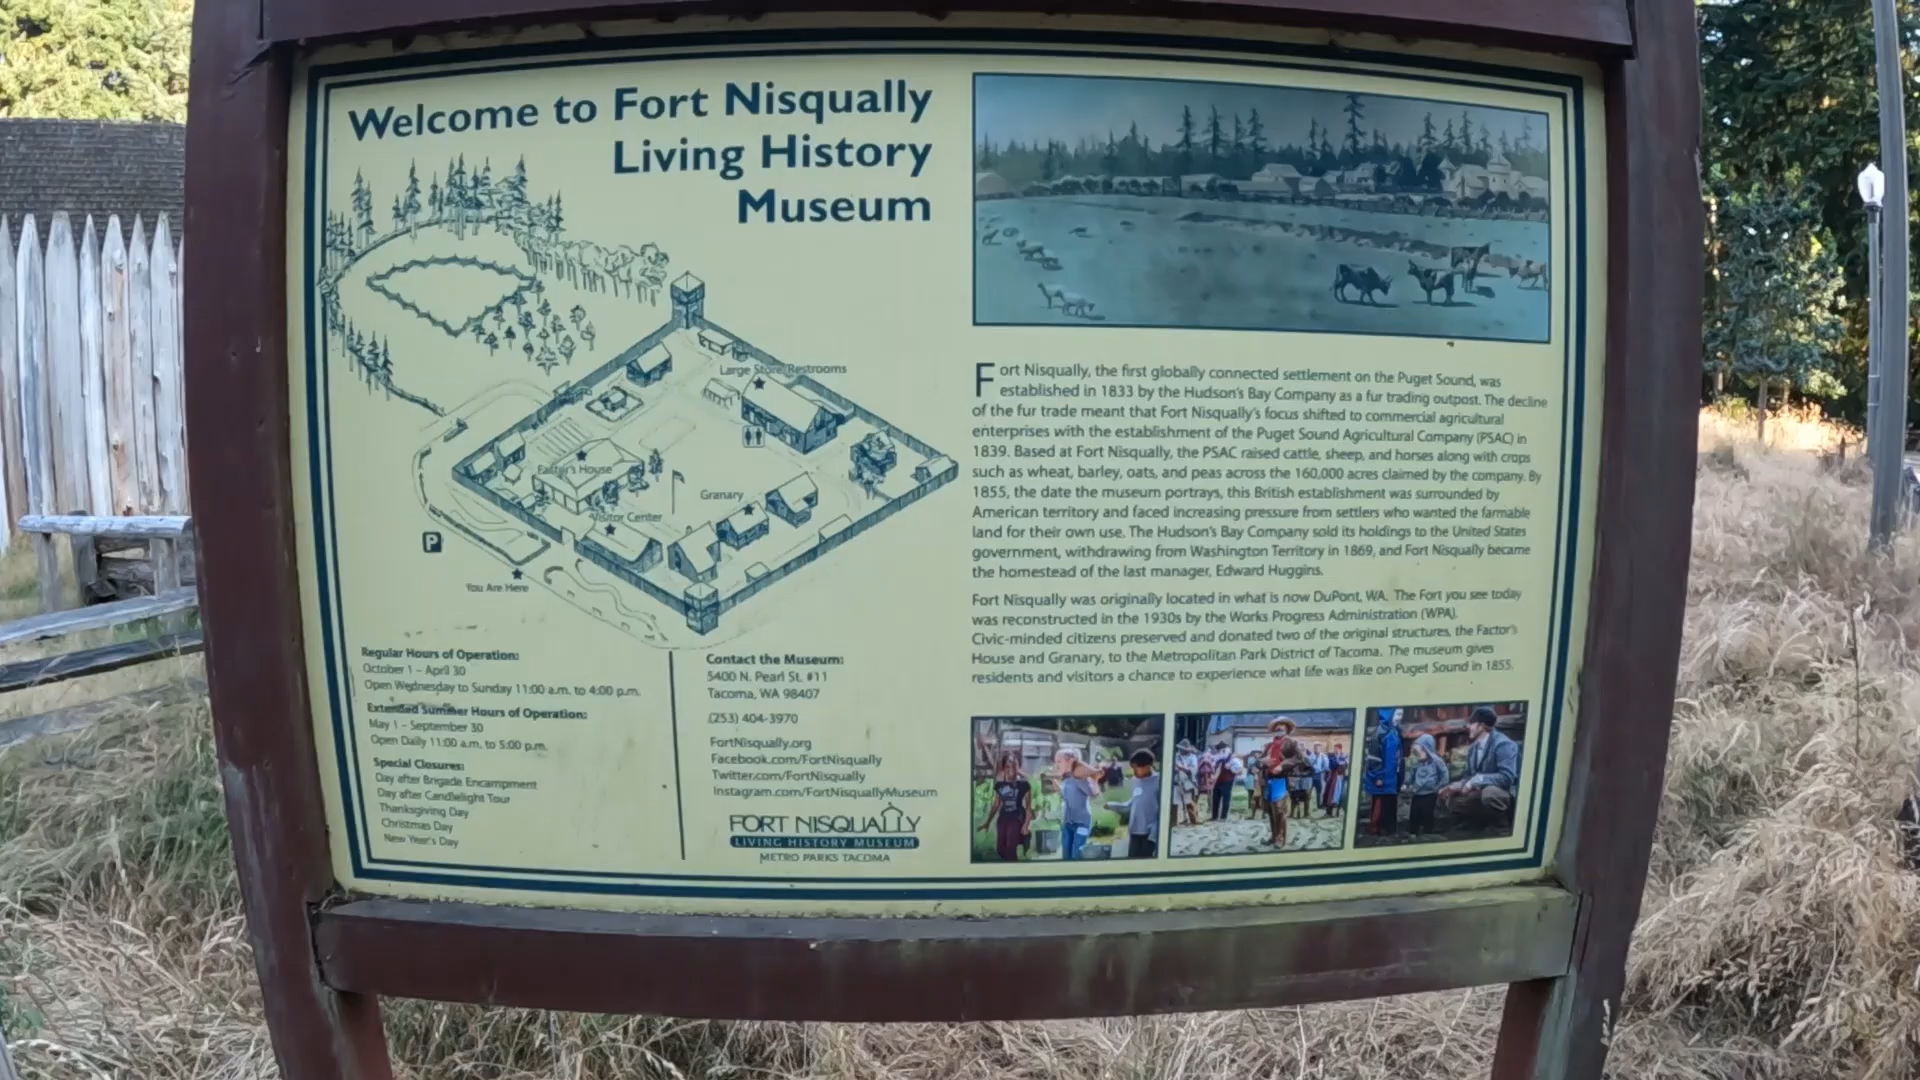 Welcome to Fort Nisqually
Living History
Museum
Large Store/Restrooms
Factor's House
Granary
Visitor Center
P
You Are Here
Regular Hours of Operation:
October 1 – April 30
Open Wednesday to Sunday 11:00 a.m. to 4:00 p.m.
Extended Summer Hours of Operation:
May 1 – September 30
Open Daily 11:00 a.m. to 5:00 p.m.
Special Closures:
Day after Brigade Encampment
Day after Candlelight Tour
Thanksgiving Day
Christmas Day
New Year's Day
Contact the Museum:
5400 N. Pearl St. #11
Tacoma, WA 98407
(253) 404-3970
FortNisqually.org
Facebook.com/FortNisqually
Twitter.com/FortNisqually
Instagram.com/FortNisquallyMuseum
FORT NISQUALLY
LIVING HISTORY MUSEUM
METRO PARKS TACOMA
Fort Nisqually, the first globally connected settlement on the Puget Sound, was
established in 1833 by the Hudson's Bay Company as a fur trading outpost. The decline
of the fur trade meant that Fort Nisqually's focus shifted to commercial agricultural
enterprises with the establishment of the Puget Sound Agricultural Company (PSAC) in
1839. Based at Fort Nisqually, the PSAC raised cattle, sheep, and horses along with crops
such as wheat, barley, oats, and peas across the 160,000 acres claimed by the company. By
1855, the date the museum portrays, this British establishment was surrounded by
American territory and faced increasing pressure from settlers who wanted the farmable
land for their own use. The Hudson's Bay Company sold its holdings to the United States
government, withdrawing from Washington Territory in 1869, and Fort Nisqually became
the homestead of the last manager, Edward Huggins.
Fort Nisqually was originally located in what is now DuPont, WA. The Fort you see today
was reconstructed in the 1930s by the Works Progress Administration (WPA).
Civic-minded citizens preserved and donated two of the original structures, the Factor's
House and Granary, to the Metropolitan Park District of Tacoma. The museum gives
residents and visitors a chance to experience what life was like on Puget Sound in 1855.